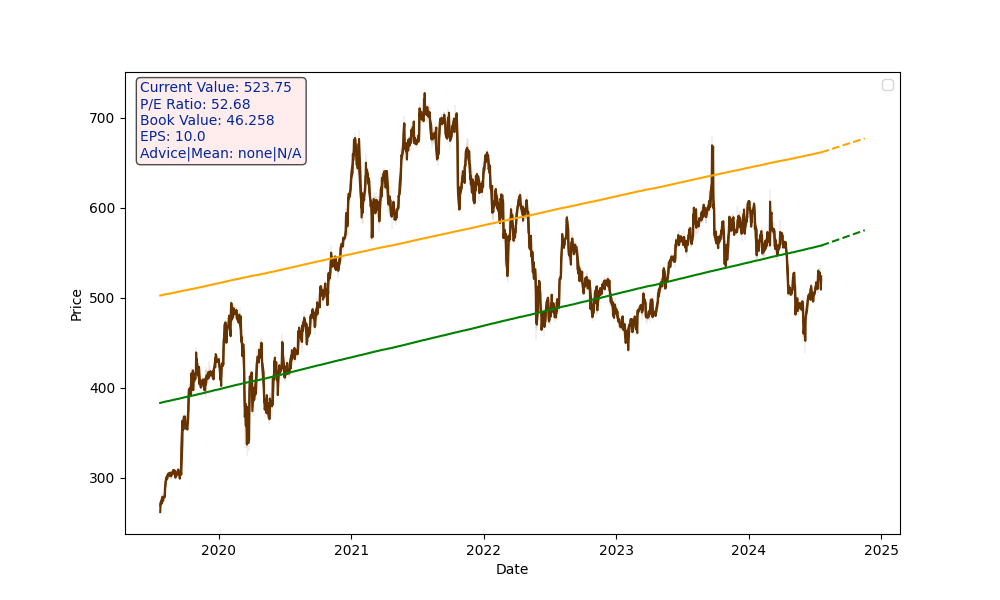 Current Value: 523.75
P/E Ratio: 52.68
Book Value: 46.258
EPS: 10.0
Advice|Mean: none|N/A
700
600
500
400
300
Price
2020 2021 2022 2023 2024 2025
Date